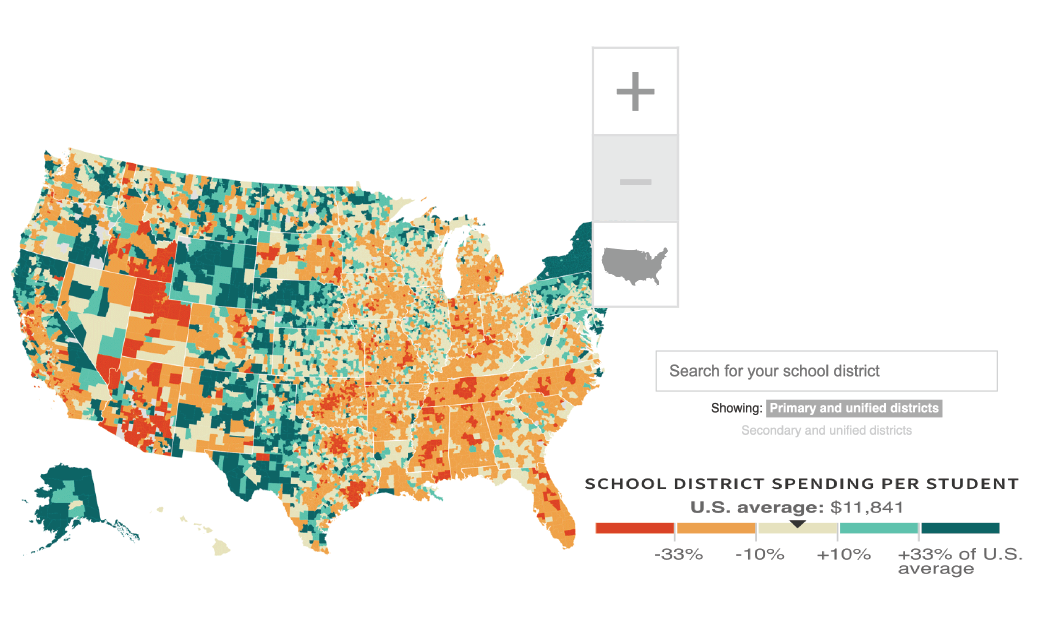 Search for your school district
Showing: Primary and unified districts
Secondary and unified districts
SCHOOL DISTRICT SPENDING PER STUDENT
U.S. average: $11,841
-33% -10% +10% +33% of U.S.
average